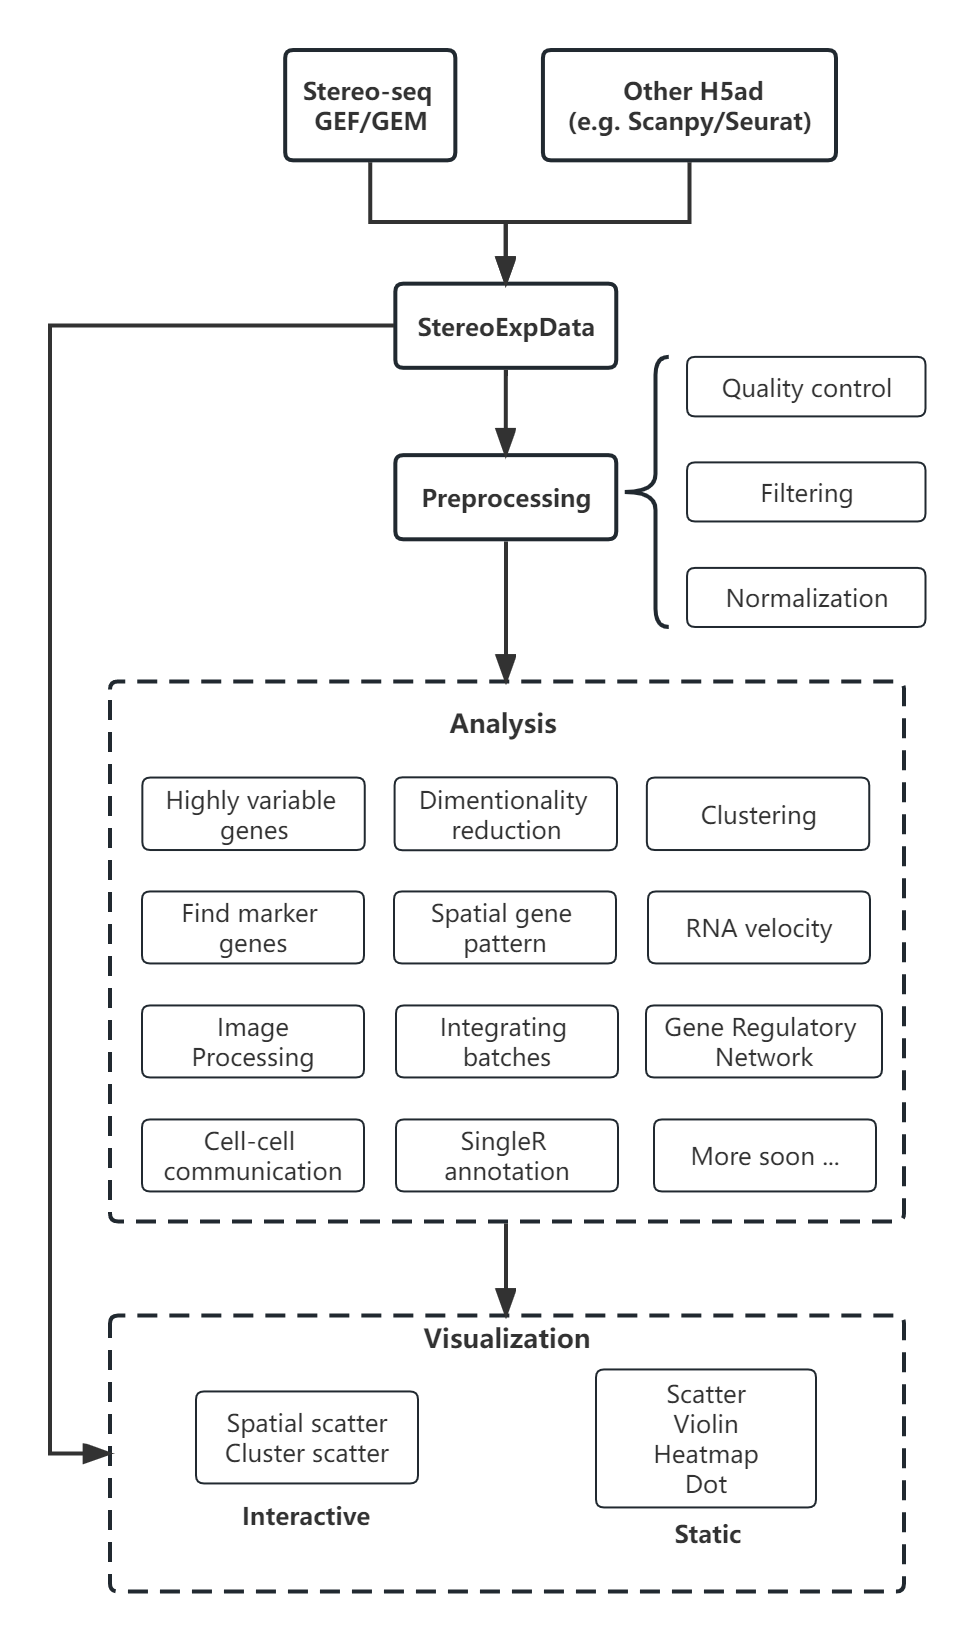 Stereo-seq
GEF/GEM
Other H5ad
(e.g. Scanpy/Seurat)
StereoExpData
Preprocessing
Quality control
Filtering
Normalization
Analysis
Highly variable
genes
Dimentionality
reduction
Clustering
Find marker
genes
Spatial gene
pattern
RNA velocity
Image
Processing
Integrating
batches
Gene Regulatory
Network
Cell-cell
communication
SingleR
annotation
More soon ...
Visualization
Spatial scatter
Cluster scatter
Interactive
Scatter
Violin
Heatmap
Dot
Static